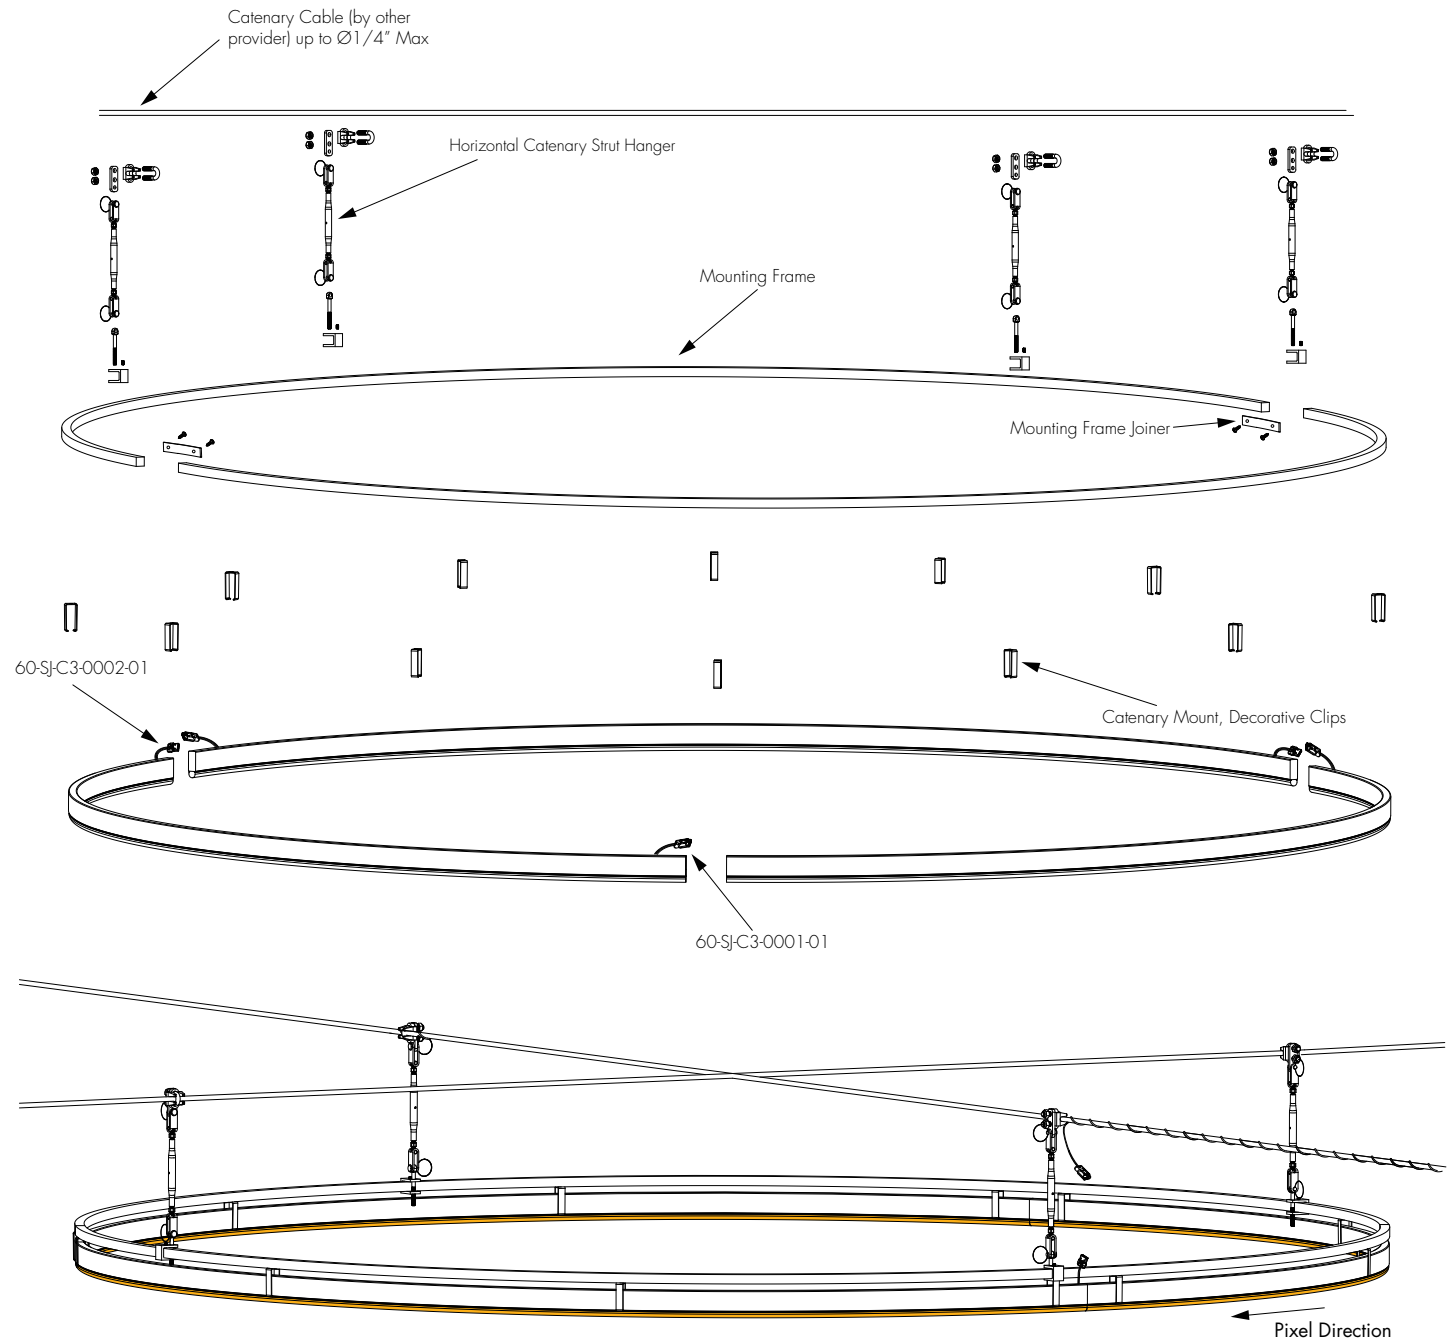 Catenary Cable (by other
provider) up to Ø1/4” Max
Horizontal Catenary Strut Hanger
Mounting Frame
Mounting Frame Joiner
60-SJ-C3-0002-01
Catenary Mount, Decorative Clips
60-SJ-C3-0001-01
Pixel Direction